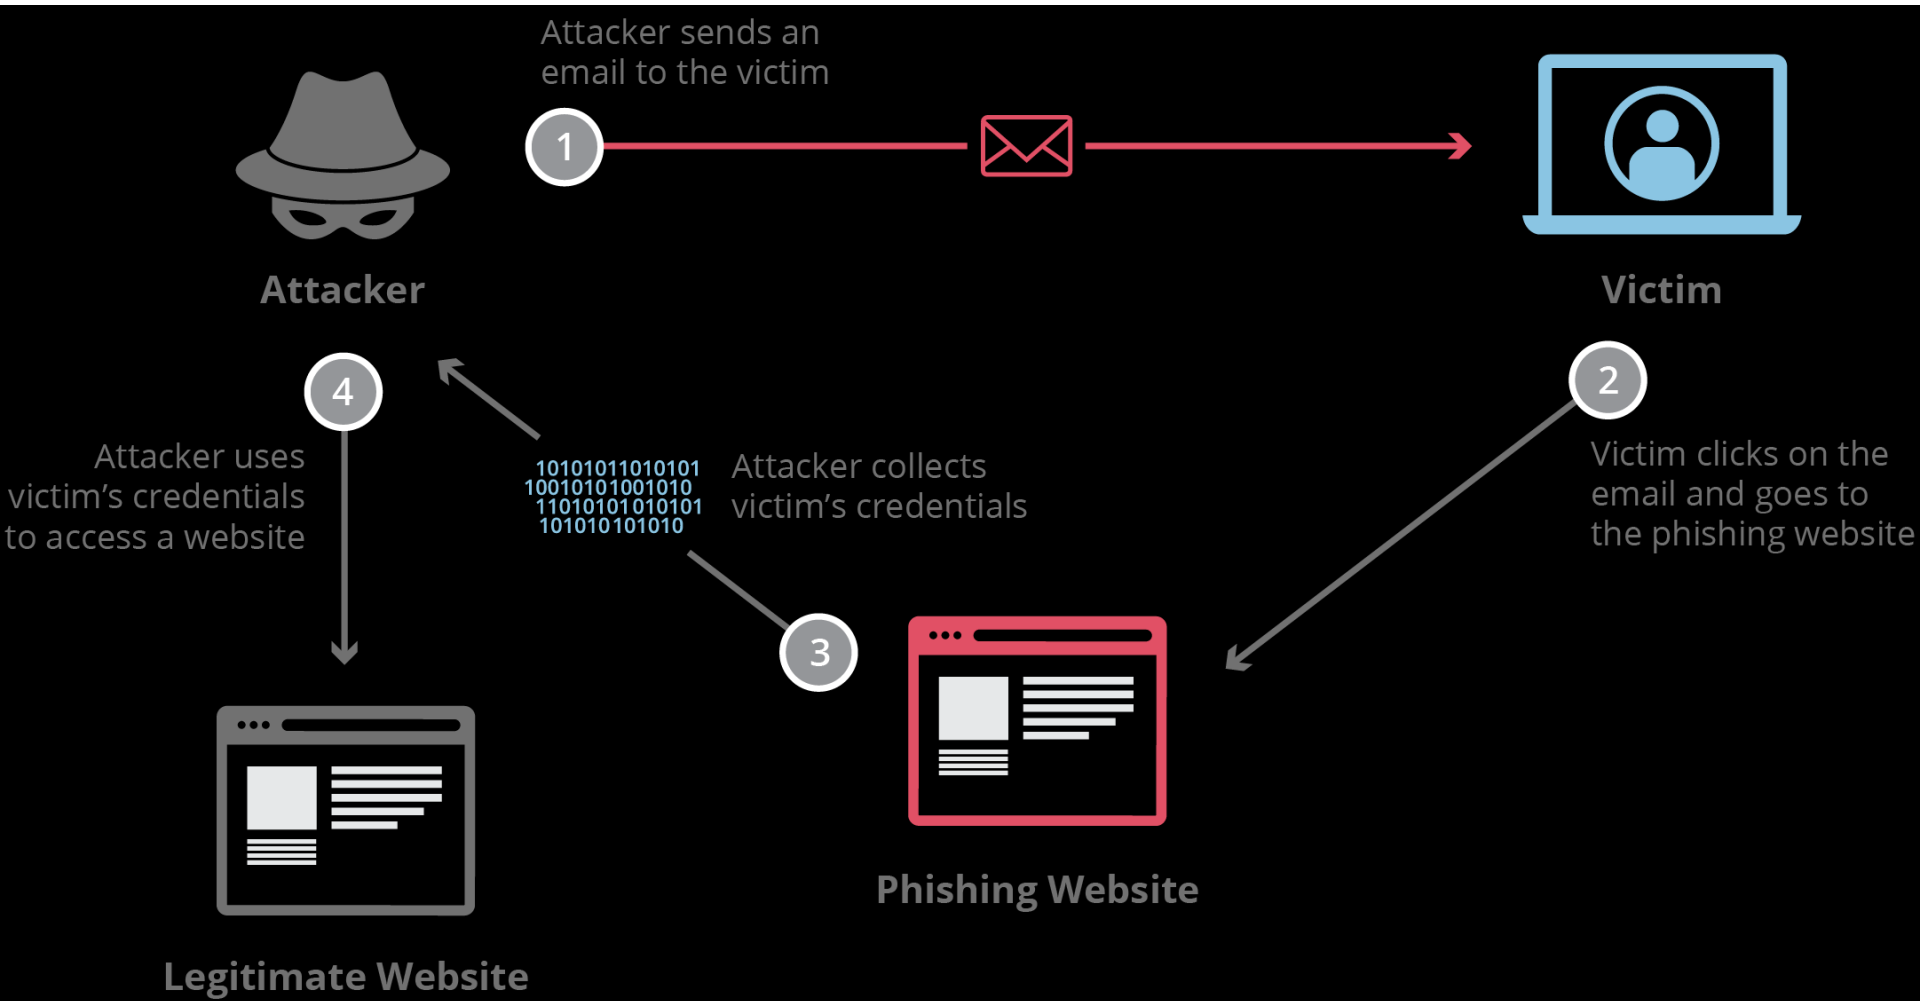 Attacker sends an
email to the victim
1
Attacker
Victim
2
Victim clicks on the
email and goes to
the phishing website
3
10101011010101
10010101001010
11010101010101
101010101010
Attacker collects
victim's credentials
4
Attacker uses
victim's credentials
to access a website
Phishing Website
Legitimate Website